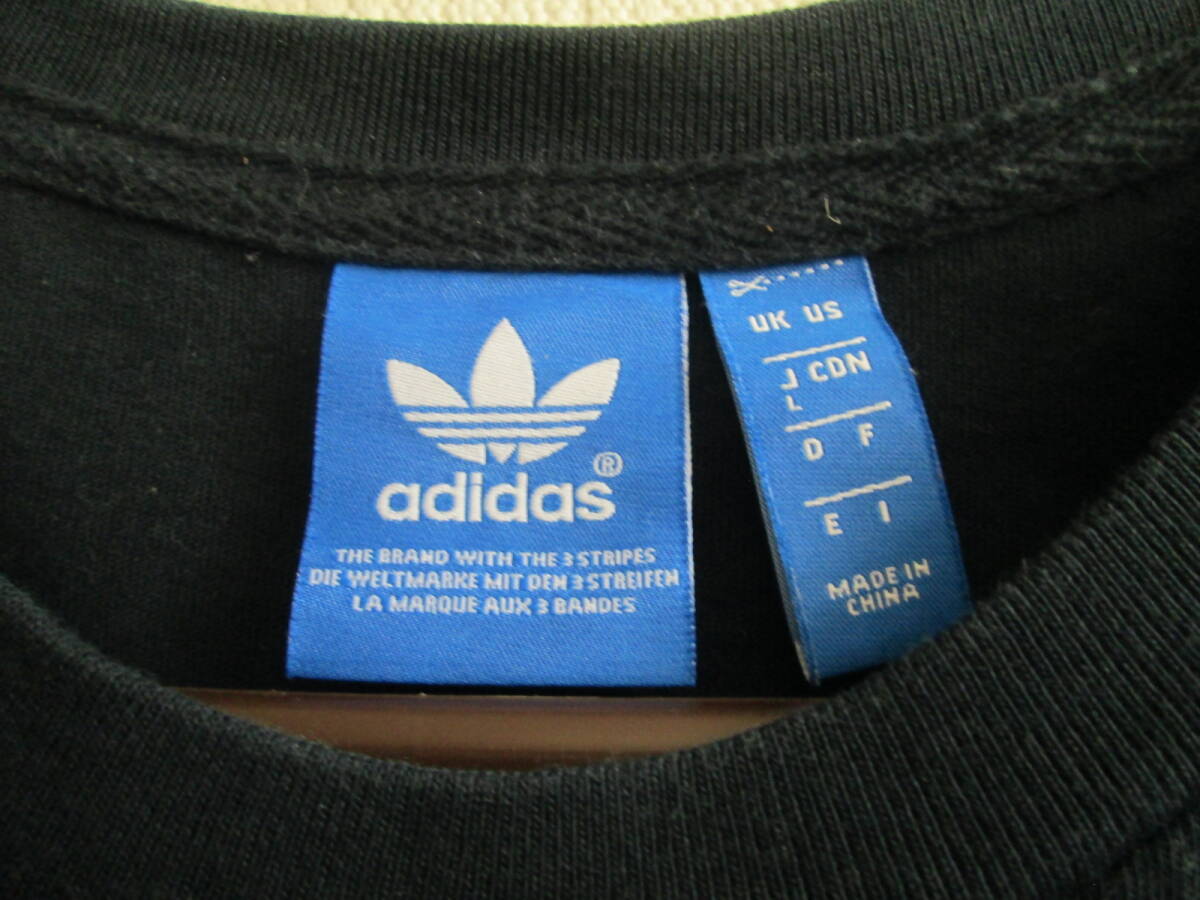 adidas®
THE BRAND WITH THE 3 STRIPES
DIE WELTMARKE MIT DEN 3 STREIFEN
LA MARQUE AUX 3 BANDES
UK US
J CDN
L
D F
E I
MADE IN
CHINA